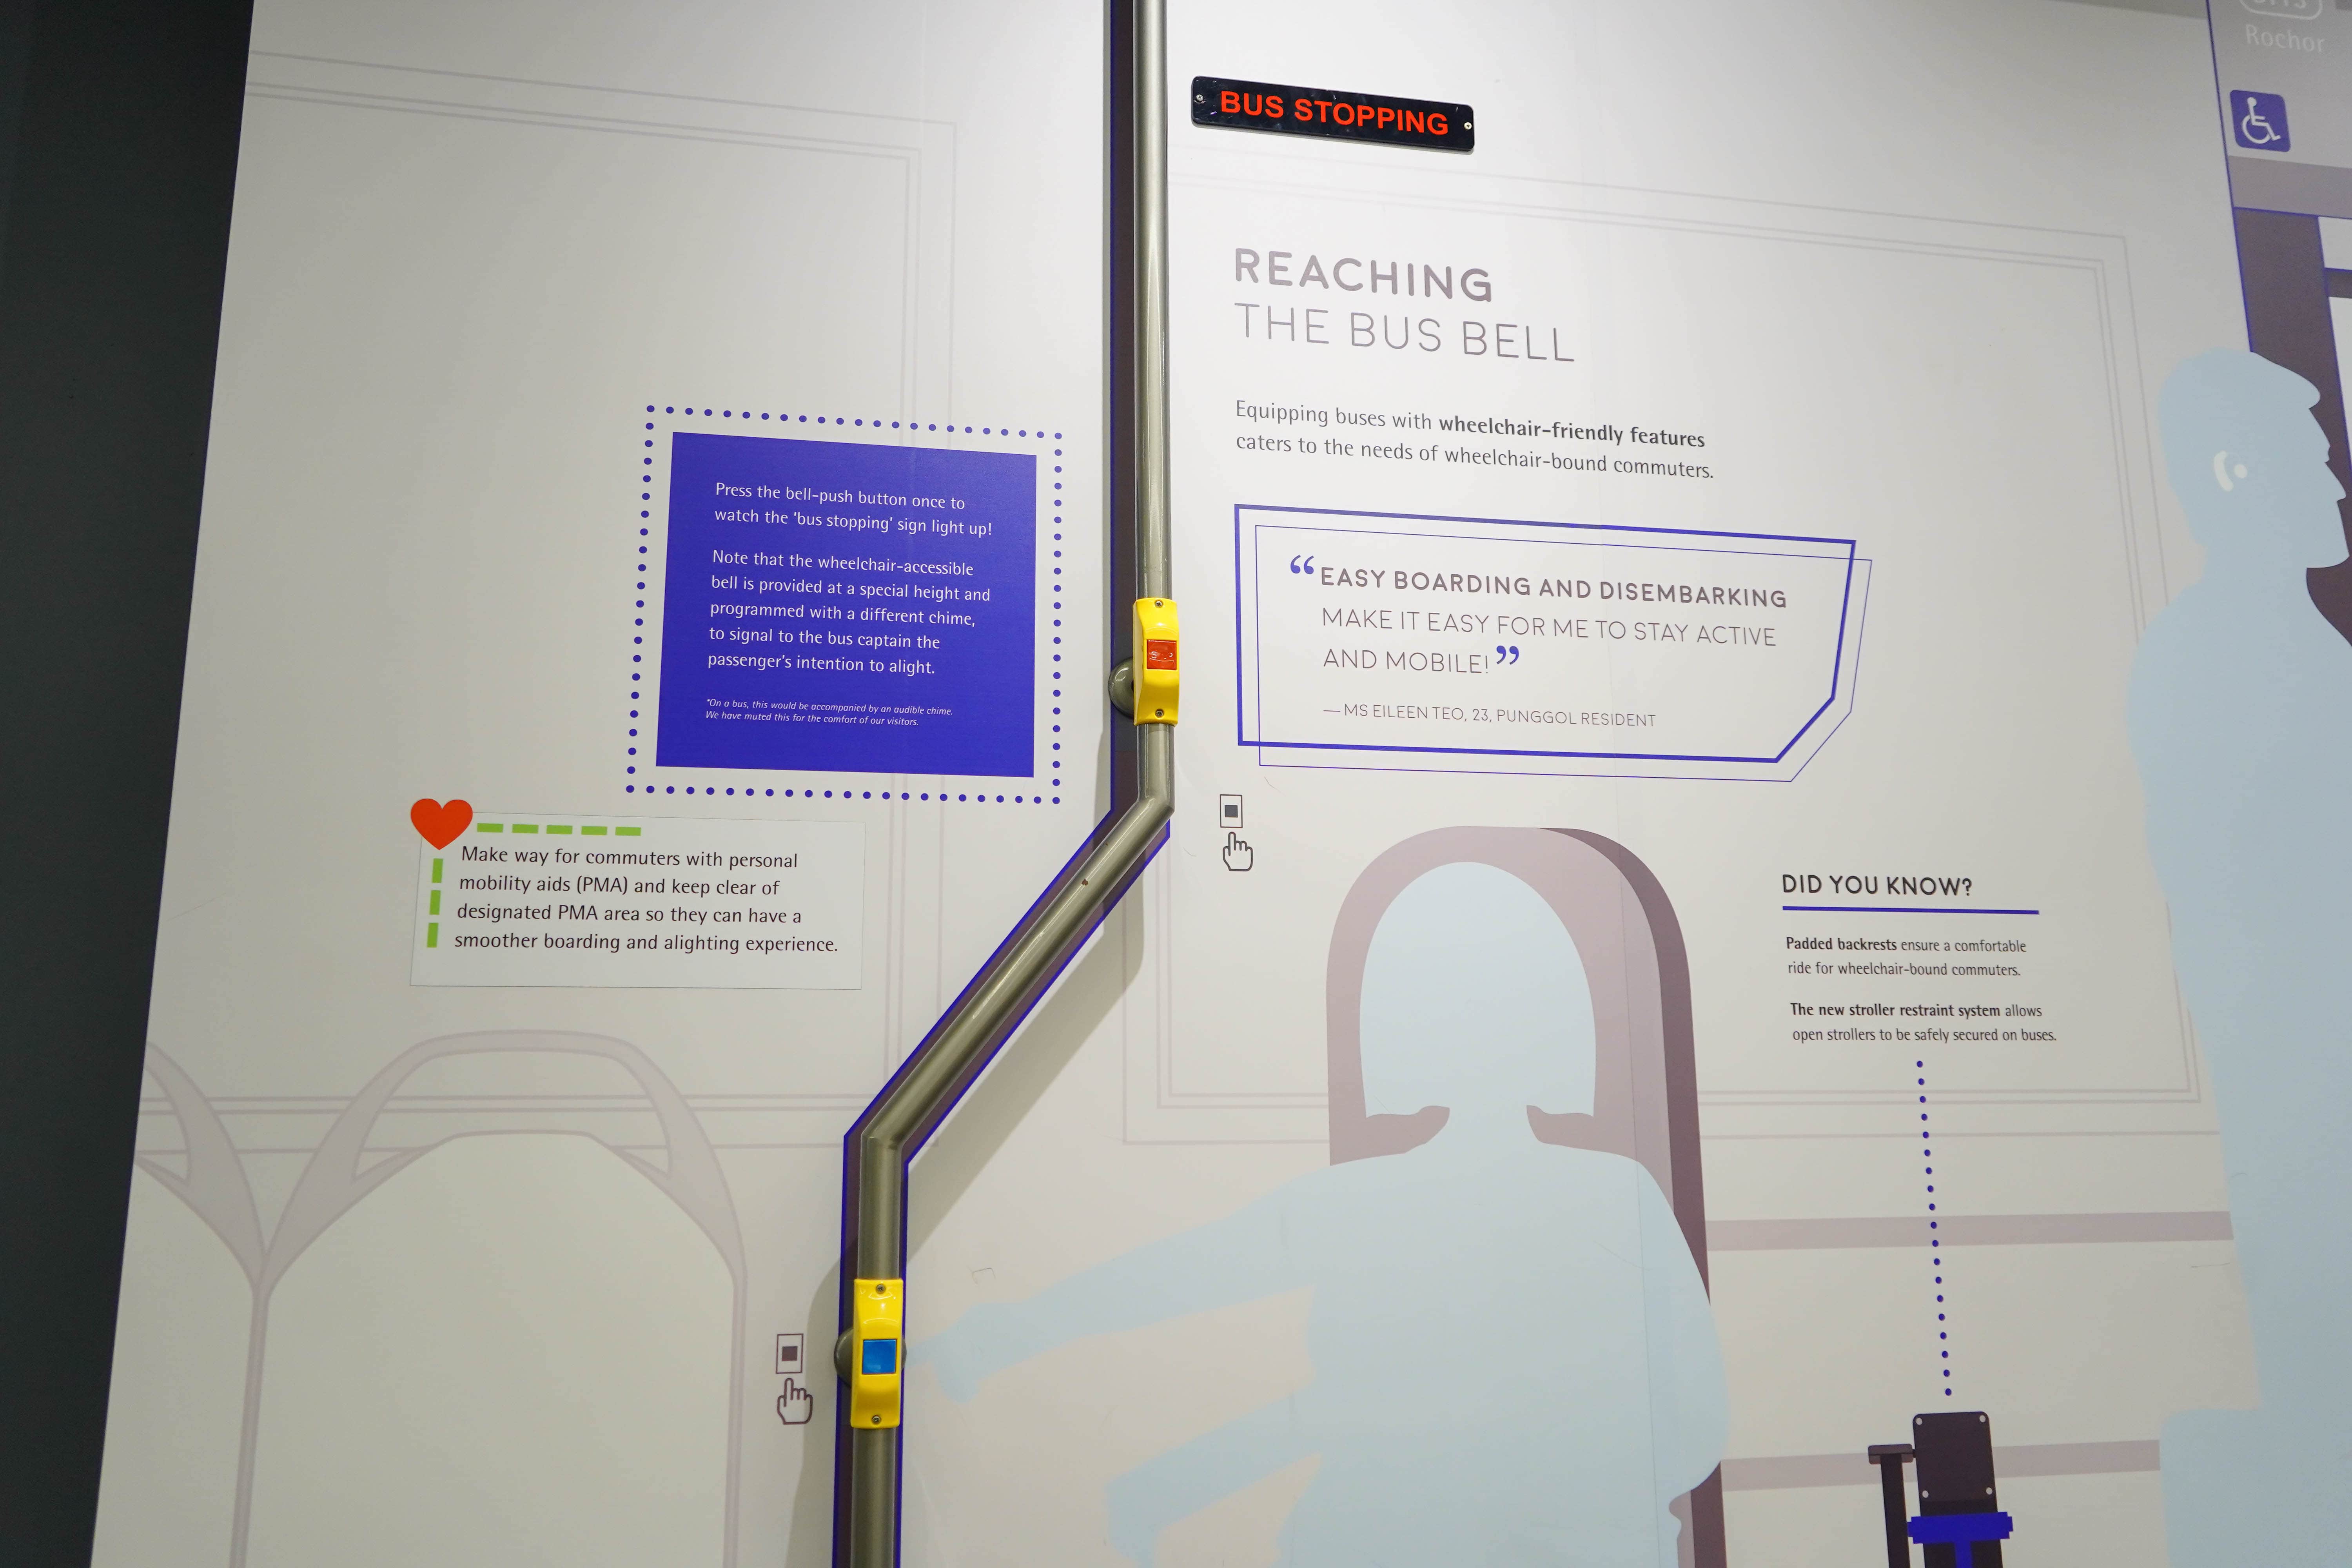 BUS STOPPING
Rochor
REACHING
THE BUS BELL
Equipping buses with wheelchair-friendly features
caters to the needs of wheelchair-bound commuters.
Press the bell-push button once to
watch the 'bus stopping' sign light up!
Note that the wheelchair-accessible
bell is provided at a special height and
programmed with a different chime,
to signal to the bus captain the
passenger's intention to alight.
*On a bus, this would be accompanied by an audible chime.
We have muted this for the comfort of our visitors.
“EASY BOARDING AND DISEMBARKING
MAKE IT EASY FOR ME TO STAY ACTIVE
AND MOBILE!”
— MS EILEEN TEO, 23, PUNGGOL RESIDENT
Make way for commuters with personal
mobility aids (PMA) and keep clear of
designated PMA area so they can have a
smoother boarding and alighting experience.
DID YOU KNOW?
Padded backrests ensure a comfortable
ride for wheelchair-bound commuters.
The new stroller restraint system allows
open strollers to be safely secured on buses.